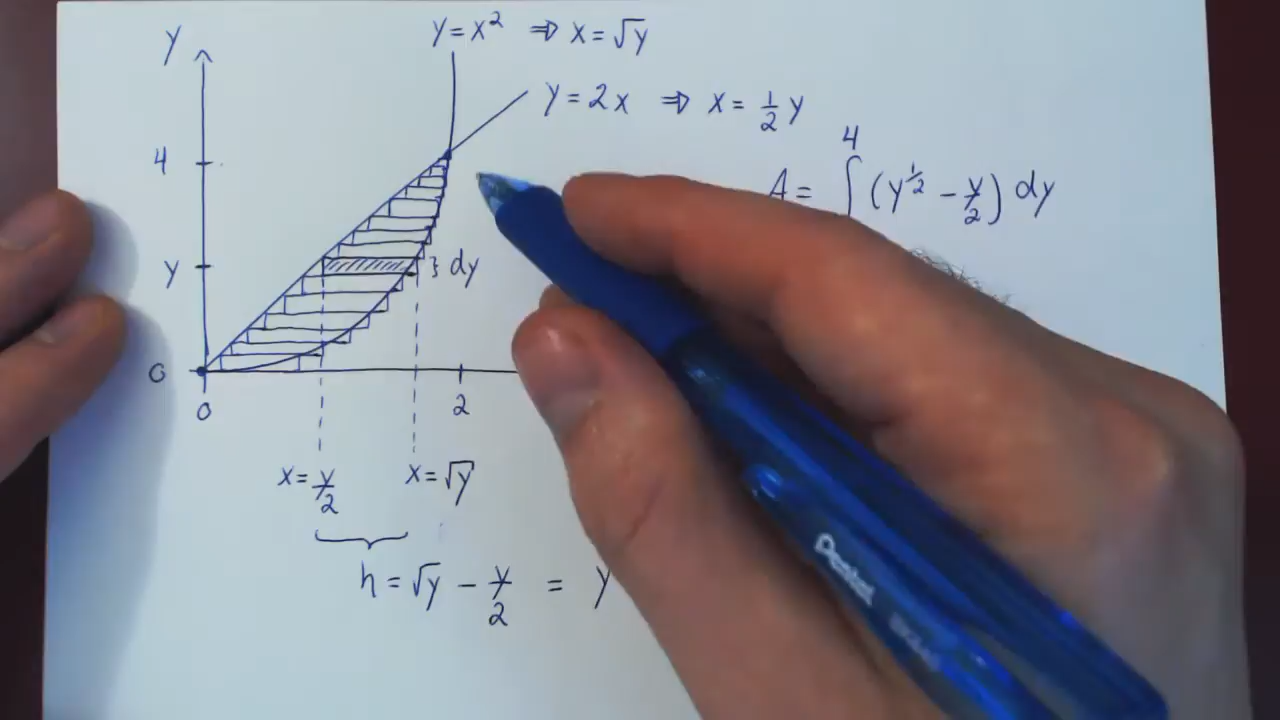 y = x² ⇒ x = √y
y
y = 2x ⇒ x = 1/2 y
4
4
A = ∫ (y^1/2 - y/2) dy
y
} dy
0
0
2
x = y/2
x = √y
h = √y - y/2 = y
Pentel